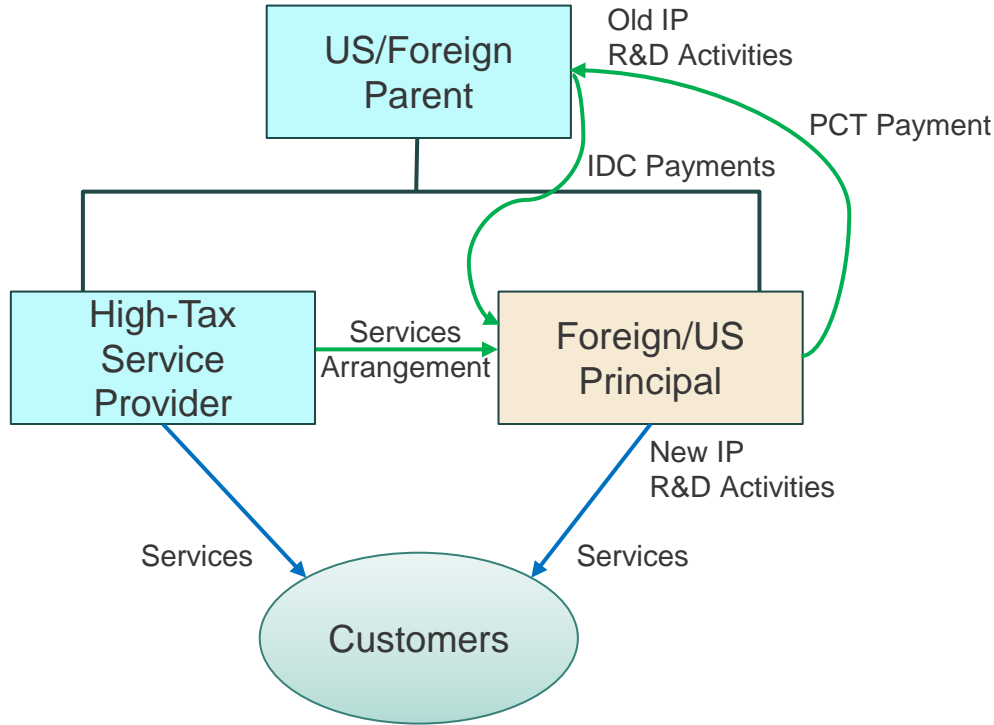 US/Foreign
Parent
Old IP
R&D Activities
PCT Payment
IDC Payments
High-Tax
Service
Provider
Services
Arrangement
Foreign/US
Principal
New IP
R&D Activities
Services
Services
Customers